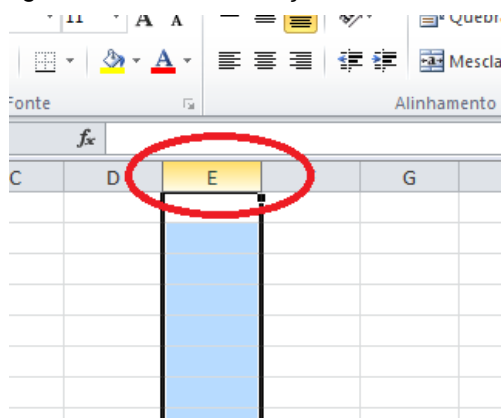 11 A A
Quebra
Mescla
Fonte
Alinhamento
fx
C D E G